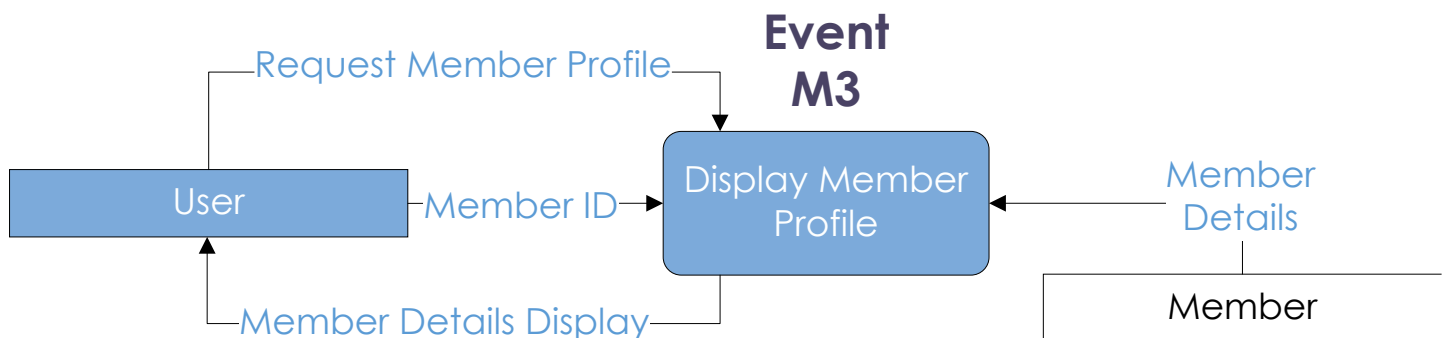 Event
M3
Request Member Profile
User
Member ID
Display Member
Profile
Member
Details
Member Details Display
Member